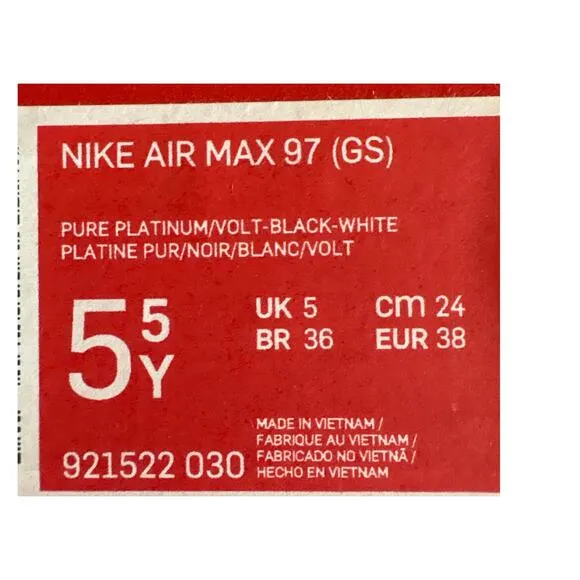 NIKE AIR MAX 97 (GS)
PURE PLATINUM/VOLT-BLACK-WHITE
PLATINE PUR/NOIR/BLANC/VOLT
5 5 Y
UK 5 cm 24
BR 36 EUR 38
921522 030
MADE IN VIETNAM /
FABRIQUE AU VIETNAM /
FABRICADO NO VIETNÃ /
HECHO EN VIETNAM